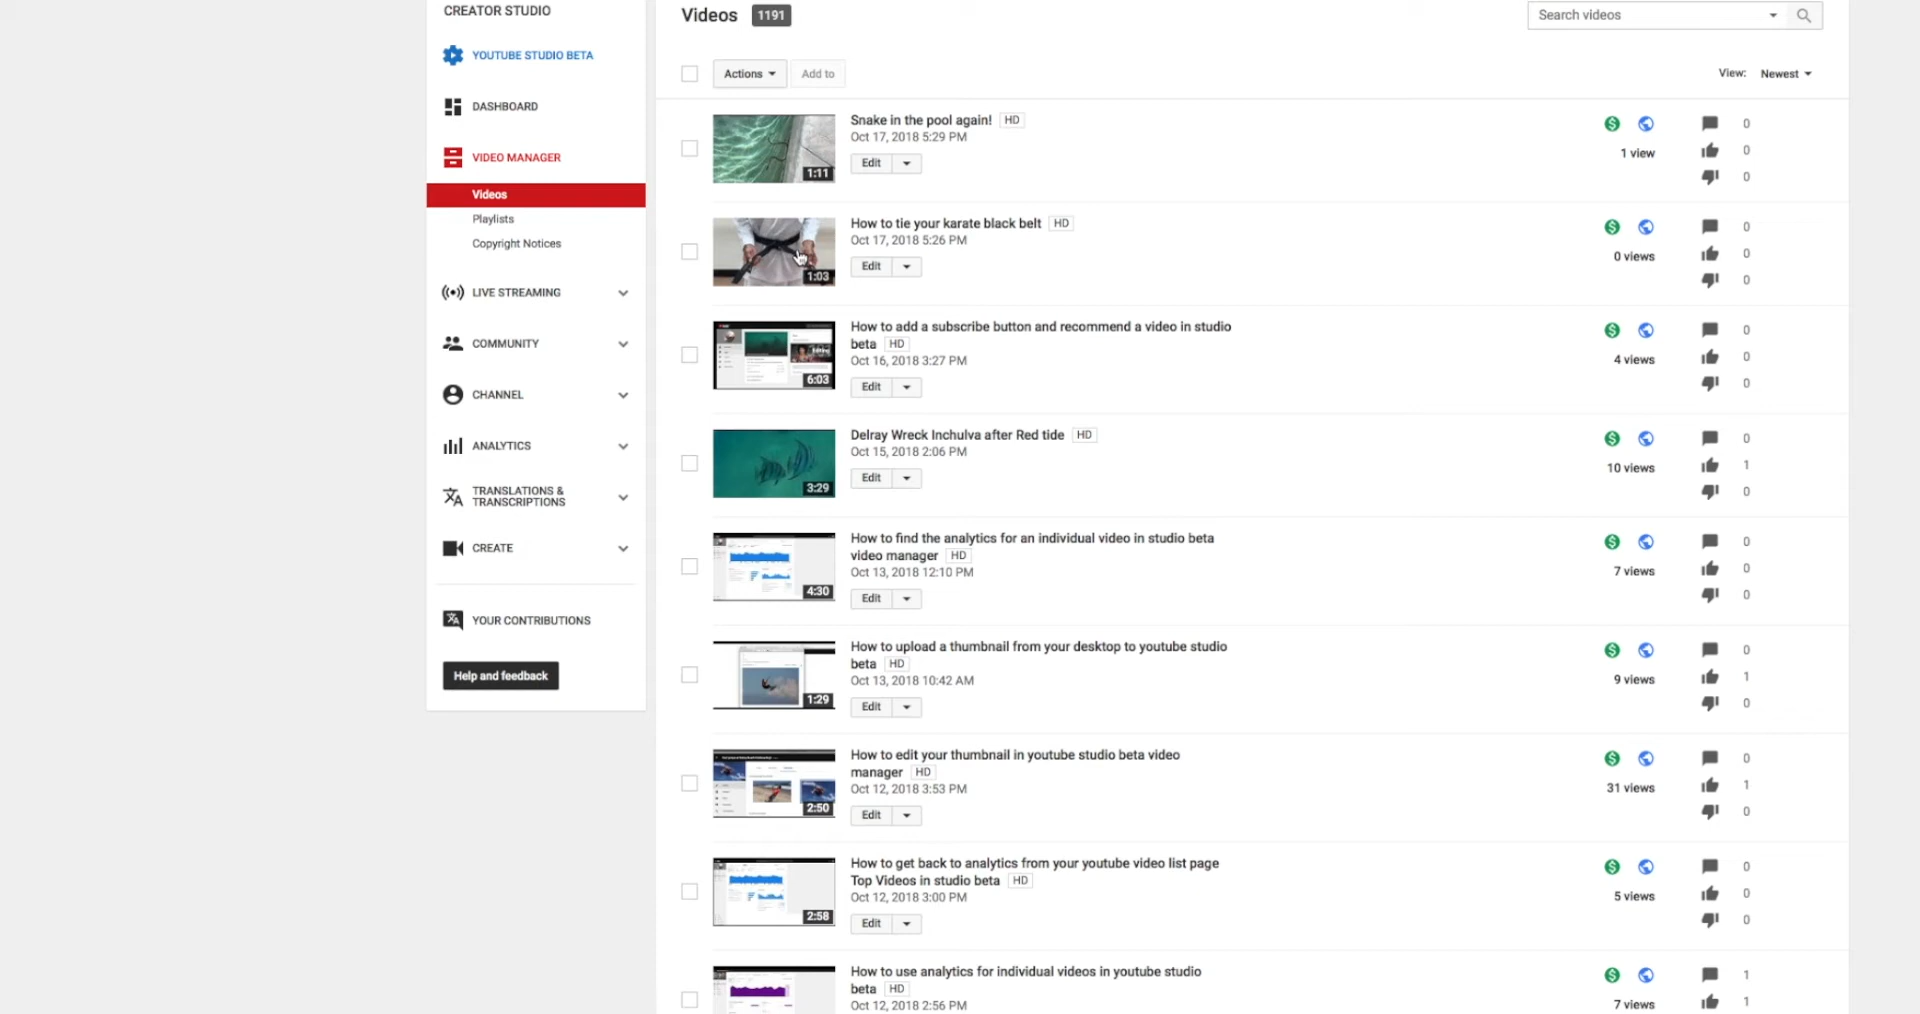 CREATOR STUDIO
YOUTUBE STUDIO BETA
DASHBOARD
VIDEO MANAGER
Videos
Playlists
Copyright Notices
LIVE STREAMING
COMMUNITY
CHANNEL
ANALYTICS
TRANSLATIONS &
TRANSCRIPTIONS
CREATE
YOUR CONTRIBUTIONS
Help and feedback
Videos 1191
Search videos
Actions Add to
View: Newest
Snake in the pool again! HD
Oct 17, 2018 5:29 PM
Edit
1:11
1 view
0
0
0
How to tie your karate black belt HD
Oct 17, 2018 5:26 PM
Edit
1:03
0 views
0
0
0
How to add a subscribe button and recommend a video in studio
beta HD
Oct 16, 2018 3:27 PM
Edit
6:03
4 views
0
0
0
Delray Wreck Inchulva after Red tide HD
Oct 15, 2018 2:06 PM
Edit
3:29
10 views
0
1
0
How to find the analytics for an individual video in studio beta
video manager HD
Oct 13, 2018 12:10 PM
Edit
4:30
7 views
0
0
0
How to upload a thumbnail from your desktop to youtube studio
beta HD
Oct 13, 2018 10:42 AM
Edit
1:29
9 views
0
1
0
How to edit your thumbnail in youtube studio beta video
manager HD
Oct 12, 2018 3:53 PM
Edit
2:50
31 views
0
1
0
How to get back to analytics from your youtube video list page
Top Videos in studio beta HD
Oct 12, 2018 3:00 PM
Edit
2:58
5 views
0
0
0
How to use analytics for individual videos in youtube studio
beta HD
Oct 12, 2018 2:56 PM
7 views
1
1